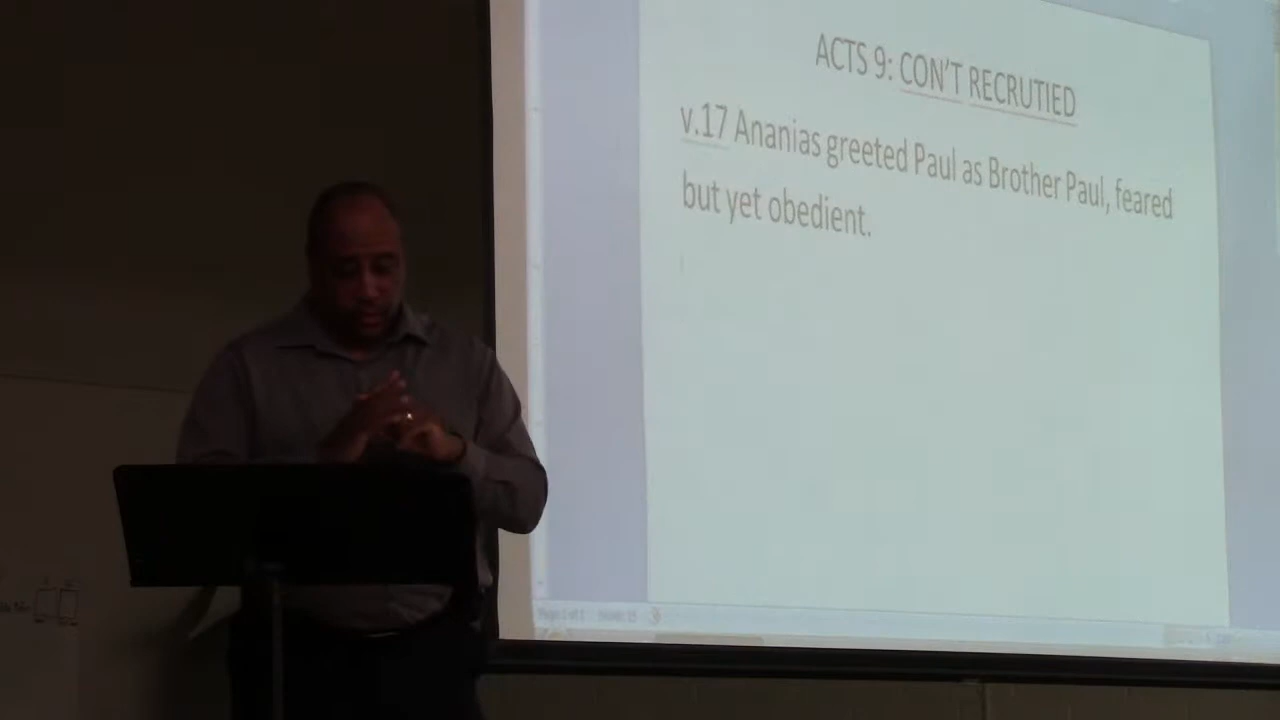 ACTS 9: CON'T RECRUTIED
v.17 Ananias greeted Paul as Brother Paul, feared
but yet obedient.